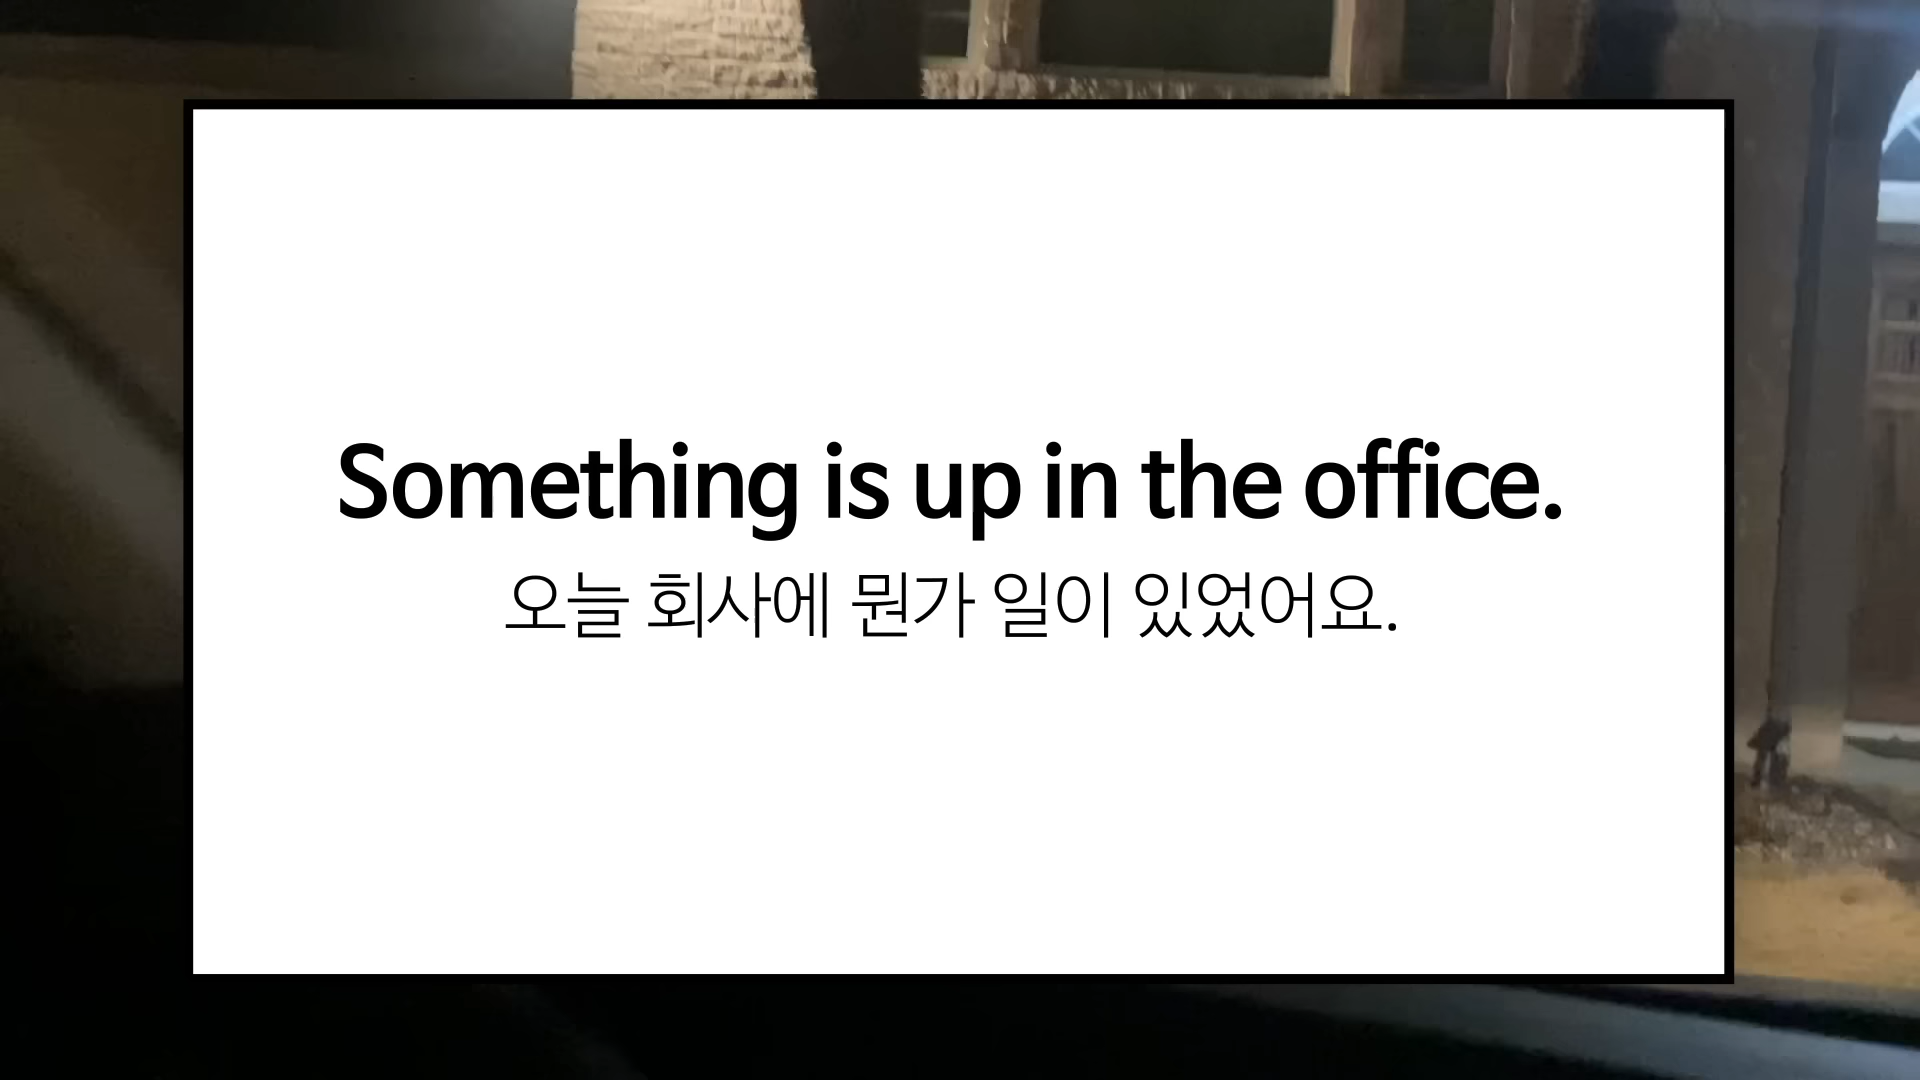 Something is up in the office.
오늘 회사에 뭔가 일이 있었어요.